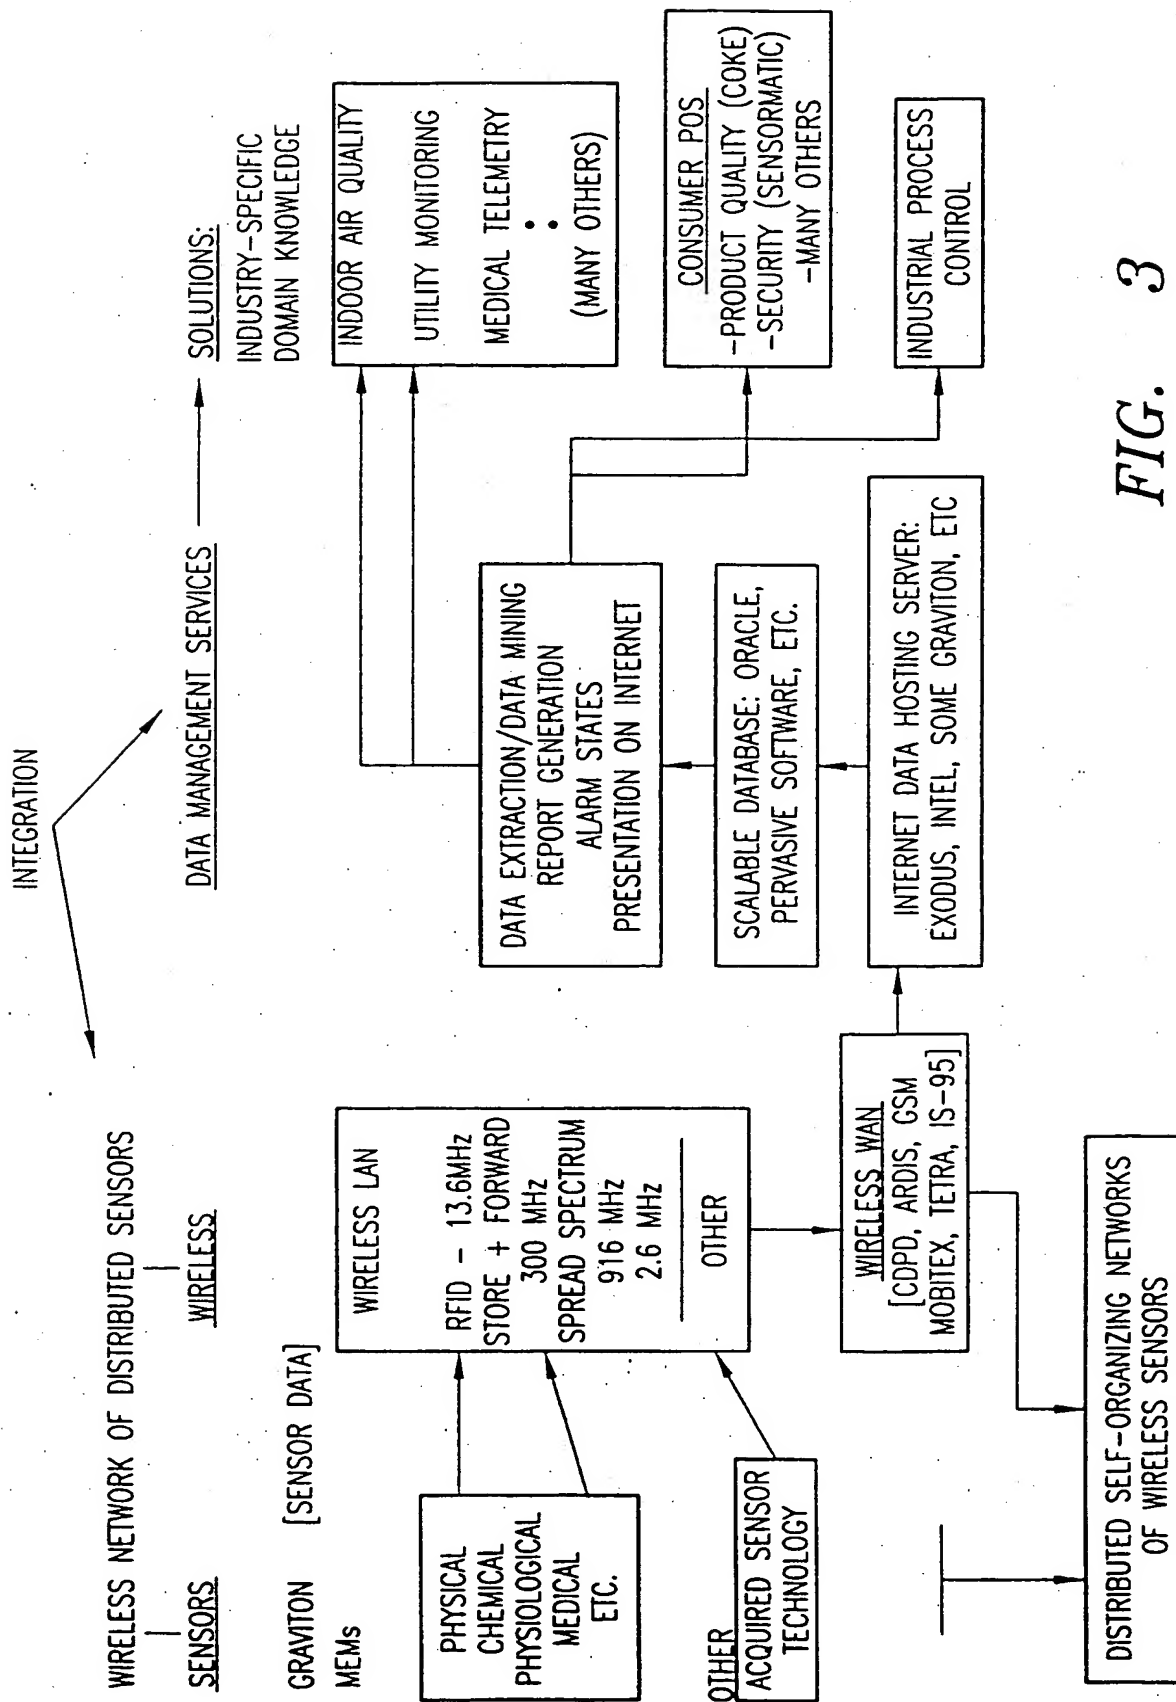 INTEGRATION
WIRELESS NETWORK OF DISTRIBUTED SENSORS
SENSORS
WIRELESS
DATA MANAGEMENT SERVICES
SOLUTIONS:
INDUSTRY-SPECIFIC
DOMAIN KNOWLEDGE
GRAVITON
[SENSOR DATA]
MEMs
PHYSICAL
CHEMICAL
PHYSIOLOGICAL
MEDICAL
ETC.
OTHER
ACQUIRED SENSOR
TECHNOLOGY
WIRELESS LAN
RFID - 13.6MHz
STORE + FORWARD
300 MHz
SPREAD SPECTRUM
916 MHz
2.6 MHz
OTHER
WIRELESS WAN
[CDPD, ARDIS, GSM
MOBITEX, TETRA, IS-95]
DISTRIBUTED SELF-ORGANIZING NETWORKS
OF WIRELESS SENSORS
DATA EXTRACTION/DATA MINING
REPORT GENERATION
ALARM STATES
PRESENTATION ON INTERNET
SCALABLE DATABASE: ORACLE,
PERVASIVE SOFTWARE, ETC.
INTERNET DATA HOSTING SERVER:
EXODUS, INTEL, SOME GRAVITON, ETC
INDOOR AIR QUALITY
UTILITY MONITORING
MEDICAL TELEMETRY
(MANY OTHERS)
CONSUMER POS
-PRODUCT QUALITY (COKE)
-SECURITY (SENSORMATIC)
-MANY OTHERS
INDUSTRIAL PROCESS
CONTROL
FIG. 3